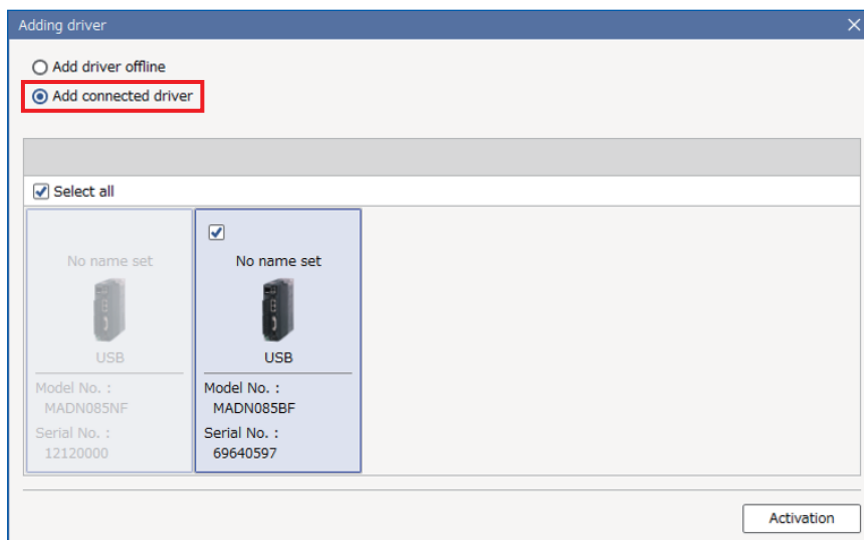 Adding driver
Add driver offline
Add connected driver
Select all
No name set
USB
Model No. :
MADN085NF
Serial No. :
12120000
No name set
USB
Model No. :
MADN085BF
Serial No. :
69640597
Activation